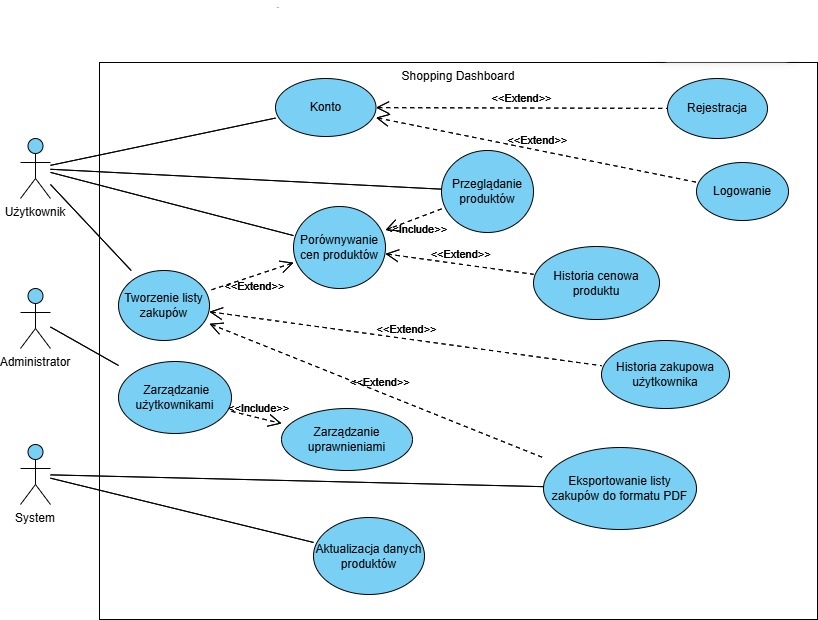 Shopping Dashboard
Konto
<<Extend>>
Rejestracja
<<Extend>>
Logowanie
Użytkownik
Przeglądanie
produktów
<<Include>>
Porównywanie
cen produktów
<<Extend>>
Historia cenowa
produktu
<<Extend>>
Tworzenie listy
zakupów
<<Extend>>
Historia zakupowa
użytkownika
Administrator
Zarządzanie
użytkownikami
<<Include>>
Zarządzanie
uprawnieniami
<<Extend>>
Eksportowanie listy
zakupów do formatu PDF
System
Aktualizacja danych
produktów